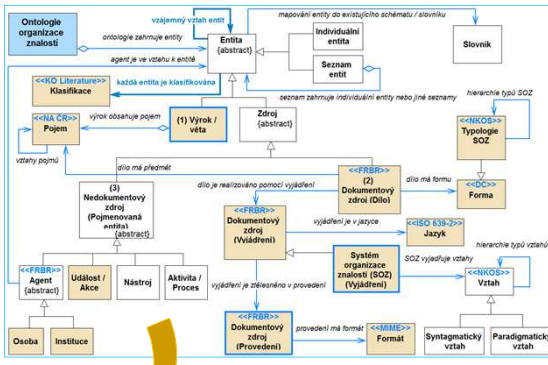 Ontologie
organizace
znalostí
vzájemný vztah entit
ontologie zahrnuje entity
agent je ve vztahu k entitě
Entita
{abstract}
mapování entity do existujícího schématu / slovníku
Individuální
entita
Seznam
entit
Slovník
<<KO Literature>>
Klasifikace
každá entita je klasifikována
seznam zahrnuje individuální entity nebo jiné seznamy
hierarchie typů SOZ
<<NA ČR>>
Pojem
výrok obsahuje pojem
(1) Výrok /
věta
Zdroj
{abstract}
<<NKOS>>
Typologie
SOZ
vztahy pojmů
dílo má předmět
(3)
Nedokumentový
zdroj
(Pojmenovaná
entita)
{abstract}
dílo je realizováno pomocí vyjádření
<<FRBR>>
(2)
Dokumentový
zdroj (Dílo)
dílo má formu
<<DC>>
Forma
<<FRBR>>
Dokumentový
zdroj
(Vyjádření)
vyjádření je v jazyce
<<ISO 639-2>>
Jazyk
hierarchie typů vztahů
<<FRBR>>
Agent
{abstract}
Událost /
Akce
Nástroj
Aktivita /
Proces
Systém
organizace
znalostí (SOZ)
(Vyjádření)
SOZ vyjadřuje vztahy
<<NKOS>>
Vztah
vyjádření je ztělesněno v provedení
Osoba
Instituce
<<FRBR>>
Dokumentový
zdroj
(Provedení)
provedení má formát
<<MIME>>
Formát
Syntagmatický
vztah
Paradigmatický
vztah